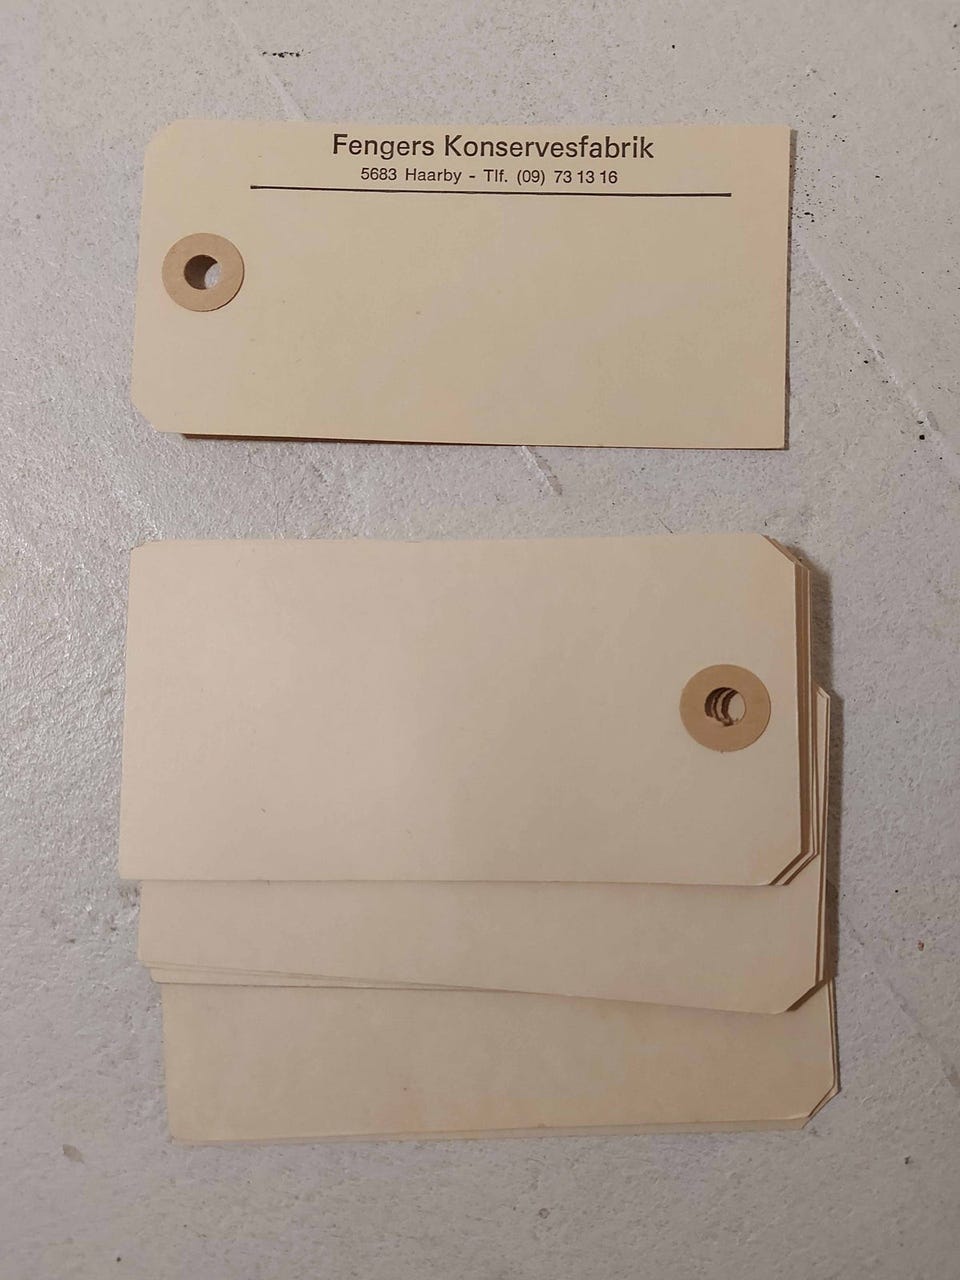 Fengers Konservesfabrik
5683 Haarby - Tlf. (09) 73 13 16